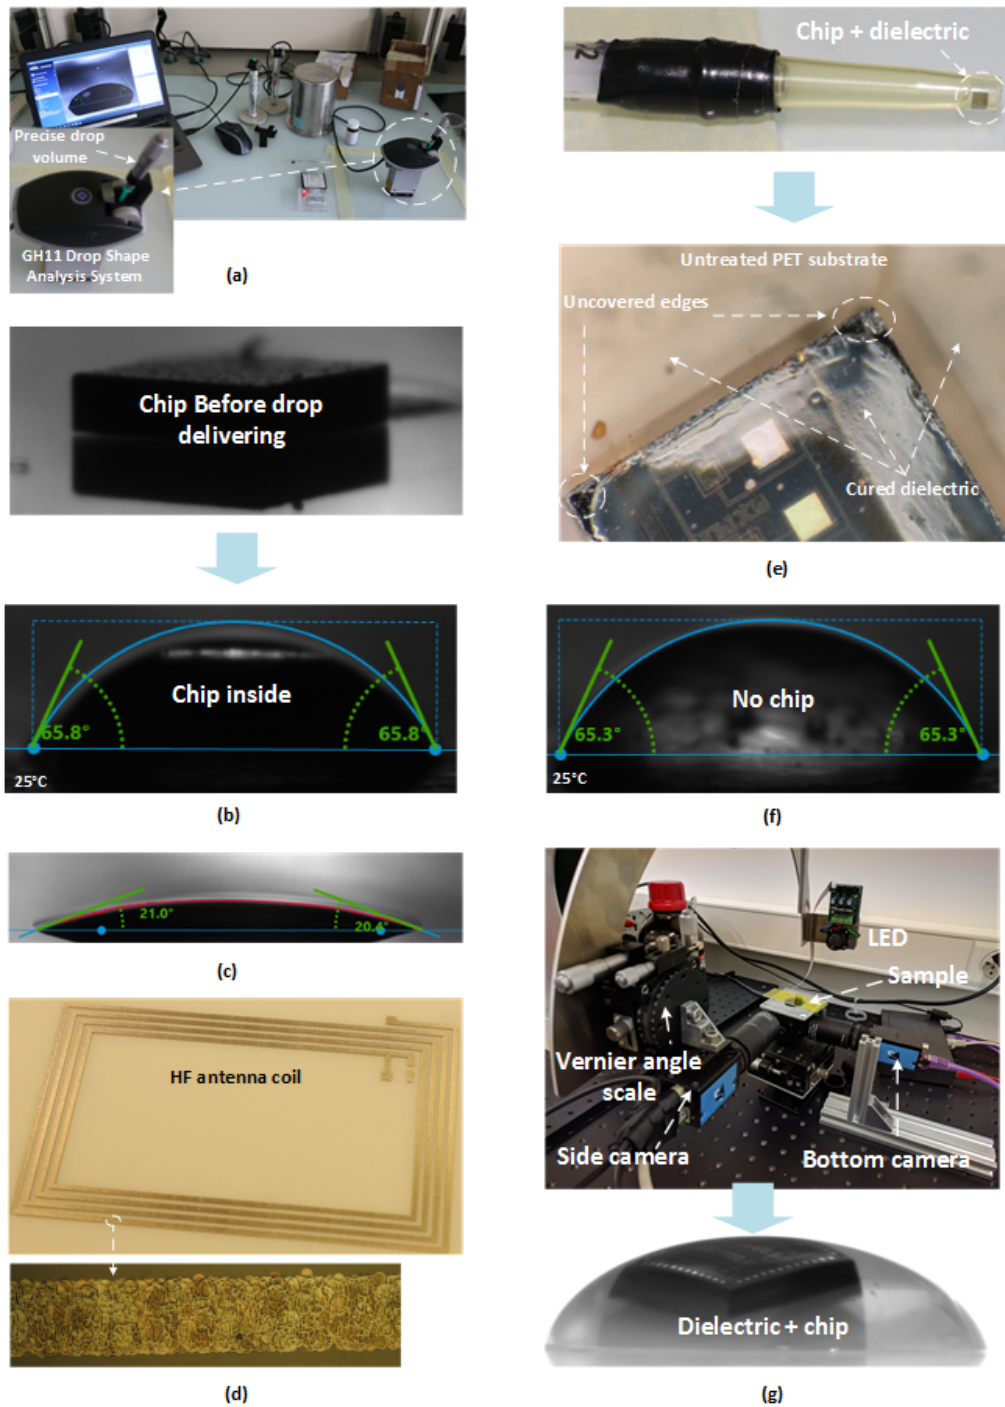 Precise drop
volume
GH11 Drop Shape
Analysis System
(a)
Chip Before drop
delivering
Chip inside
65.8°
65.8°
25°C
(b)
21.0°
20.4°
(c)
HF antenna coil
(d)
Chip + dielectric
Untreated PET substrate
Uncovered edges
Cured dielectric
(e)
No chip
65.3°
65.3°
25°C
(f)
LED
Sample
Vernier angle
scale
Side camera
Bottom camera
Dielectric + chip
(g)